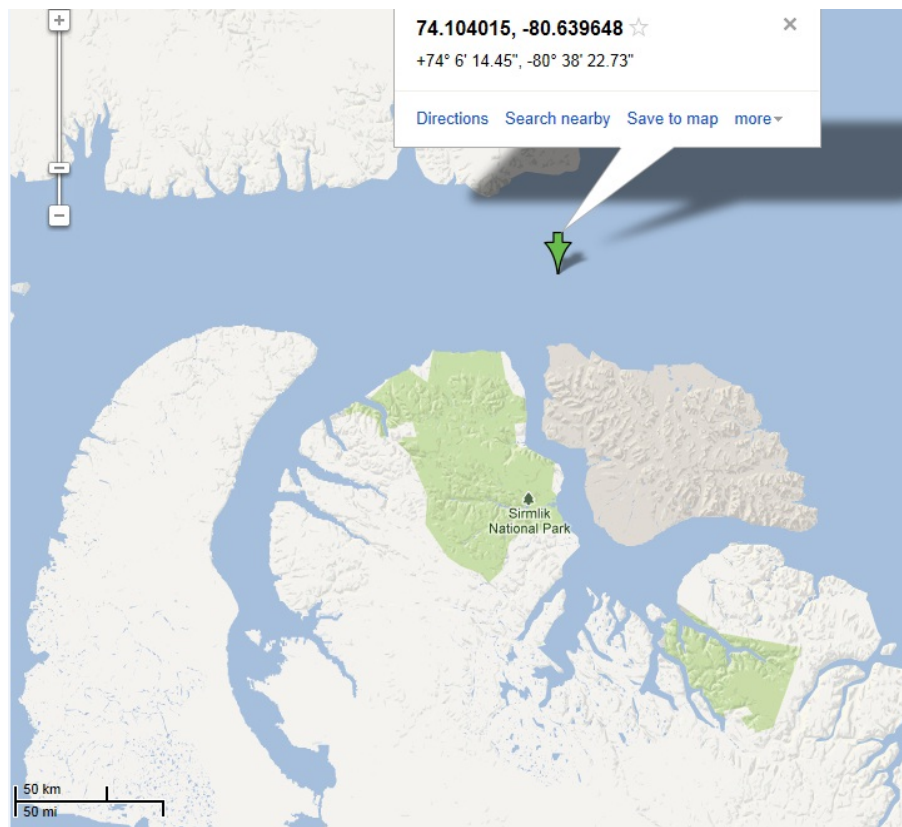 74.104015, -80.639648
+74° 6' 14.45", -80° 38' 22.73"
Directions Search nearby Save to map more
Sirmlik
National Park
50 km
50 mi